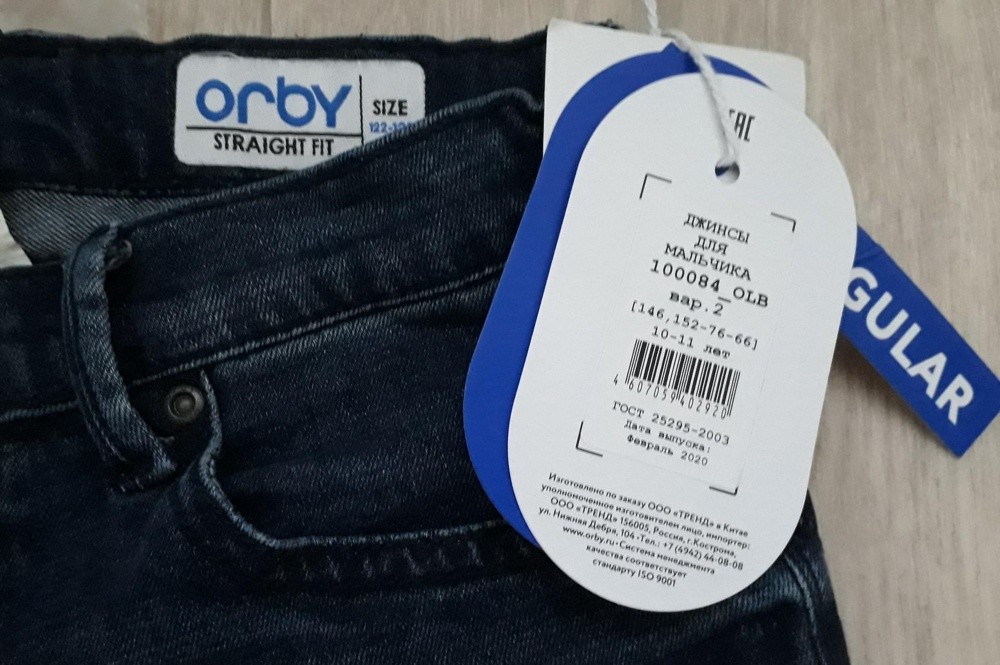 orby
STRAIGHT FIT
SIZE
EAC
ДЖИНСЫ
ДЛЯ
МАЛЬЧИКА
100084_OLB
вар.2
[146,152-76-66]
10-11 лет
4 607059 402920
ГОСТ 25295-2003
Дата выпуска:
Февраль 2020
Изготовлено по заказу ООО «ТРЕНД» в Китае
уполномоченное изготовителем лицо, импортер:
ООО «ТРЕНД» 156005, Россия, г.Кострома,
ул. Нижняя Дебря, 104 • Тел.: +7 (4942) 44-08-08
www.orby.ru • Система менеджмента
качества соответствует
стандарту ISO 9001
GULAR